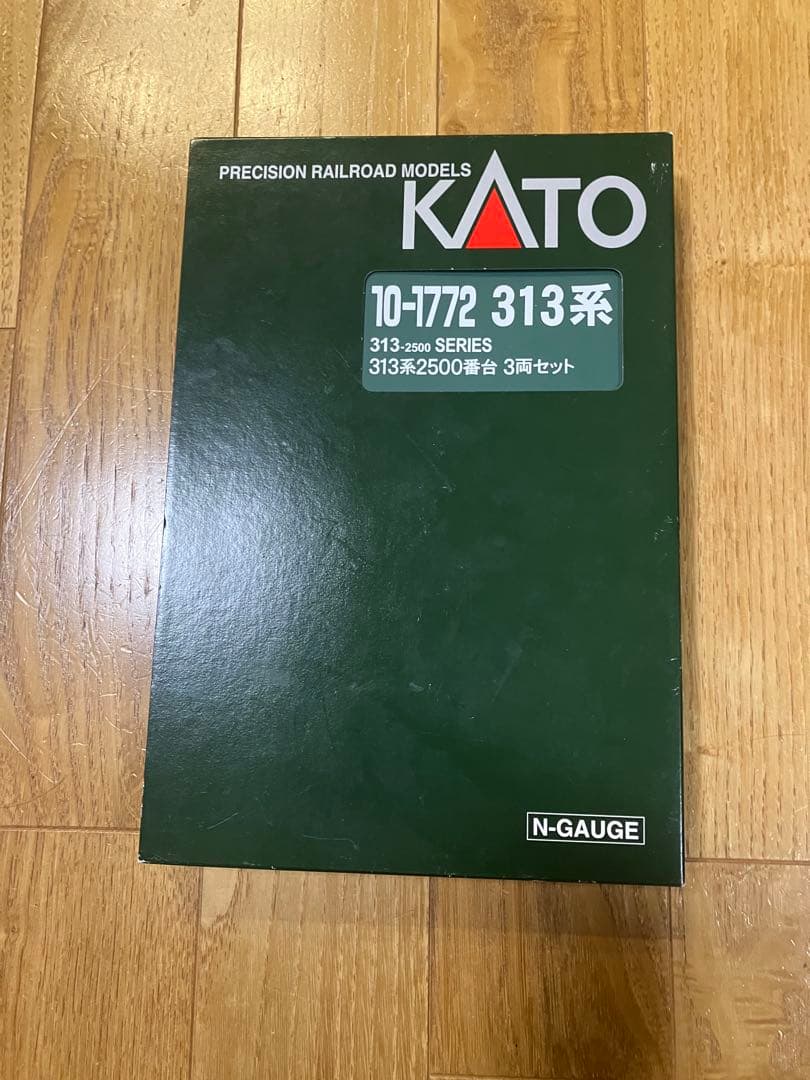 PRECISION RAILROAD MODELS
KATO
10-1772 313系
313-2500 SERIES
313系2500番台 3両セット
N-GAUGE